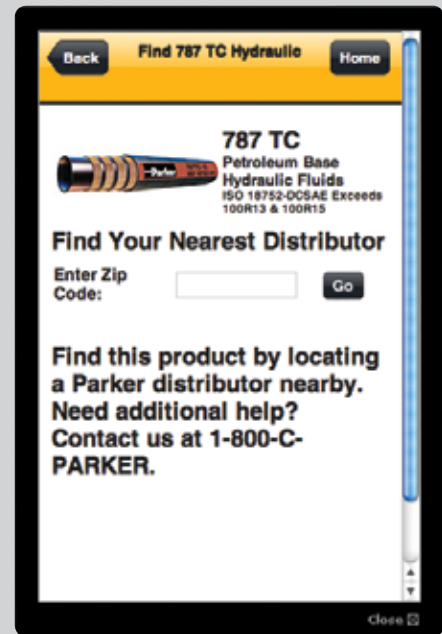 Back
Find 787 TC Hydraulic
Home
787 TC
Petroleum Base
Hydraulic Fluids
ISO 18752-DCSAE Exceeds
100R13 & 100R15
Parker
Find Your Nearest Distributor
Enter Zip
Code:
Go
Find this product by locating
a Parker distributor nearby.
Need additional help?
Contact us at 1-800-C-
PARKER.
Close